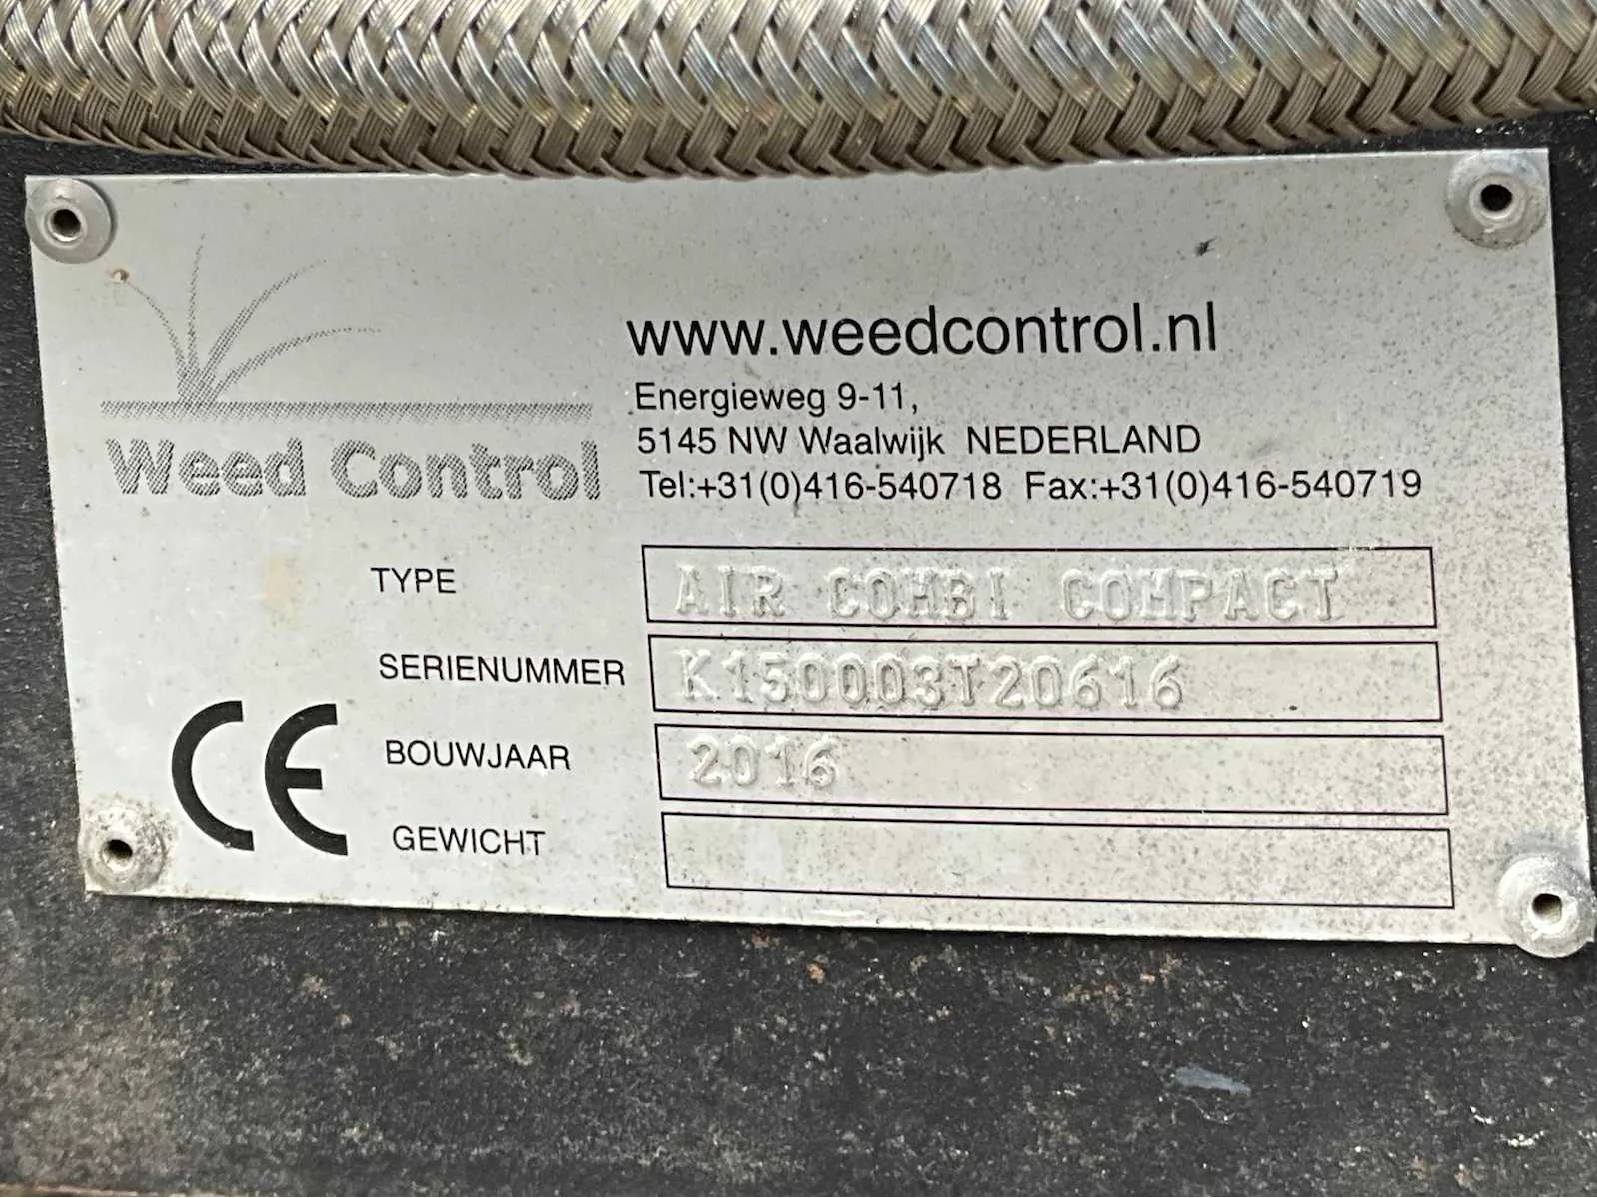 www.weedcontrol.nl
Energieweg 9-11,
5145 NW Waalwijk NEDERLAND
Weed Control
Tel:+31(0)416-540718 Fax:+31(0)416-540719
TYPE AIR COMBI COMPACT
SERIENUMMER K150003T20616
BOUWJAAR 2016
GEWICHT
CE